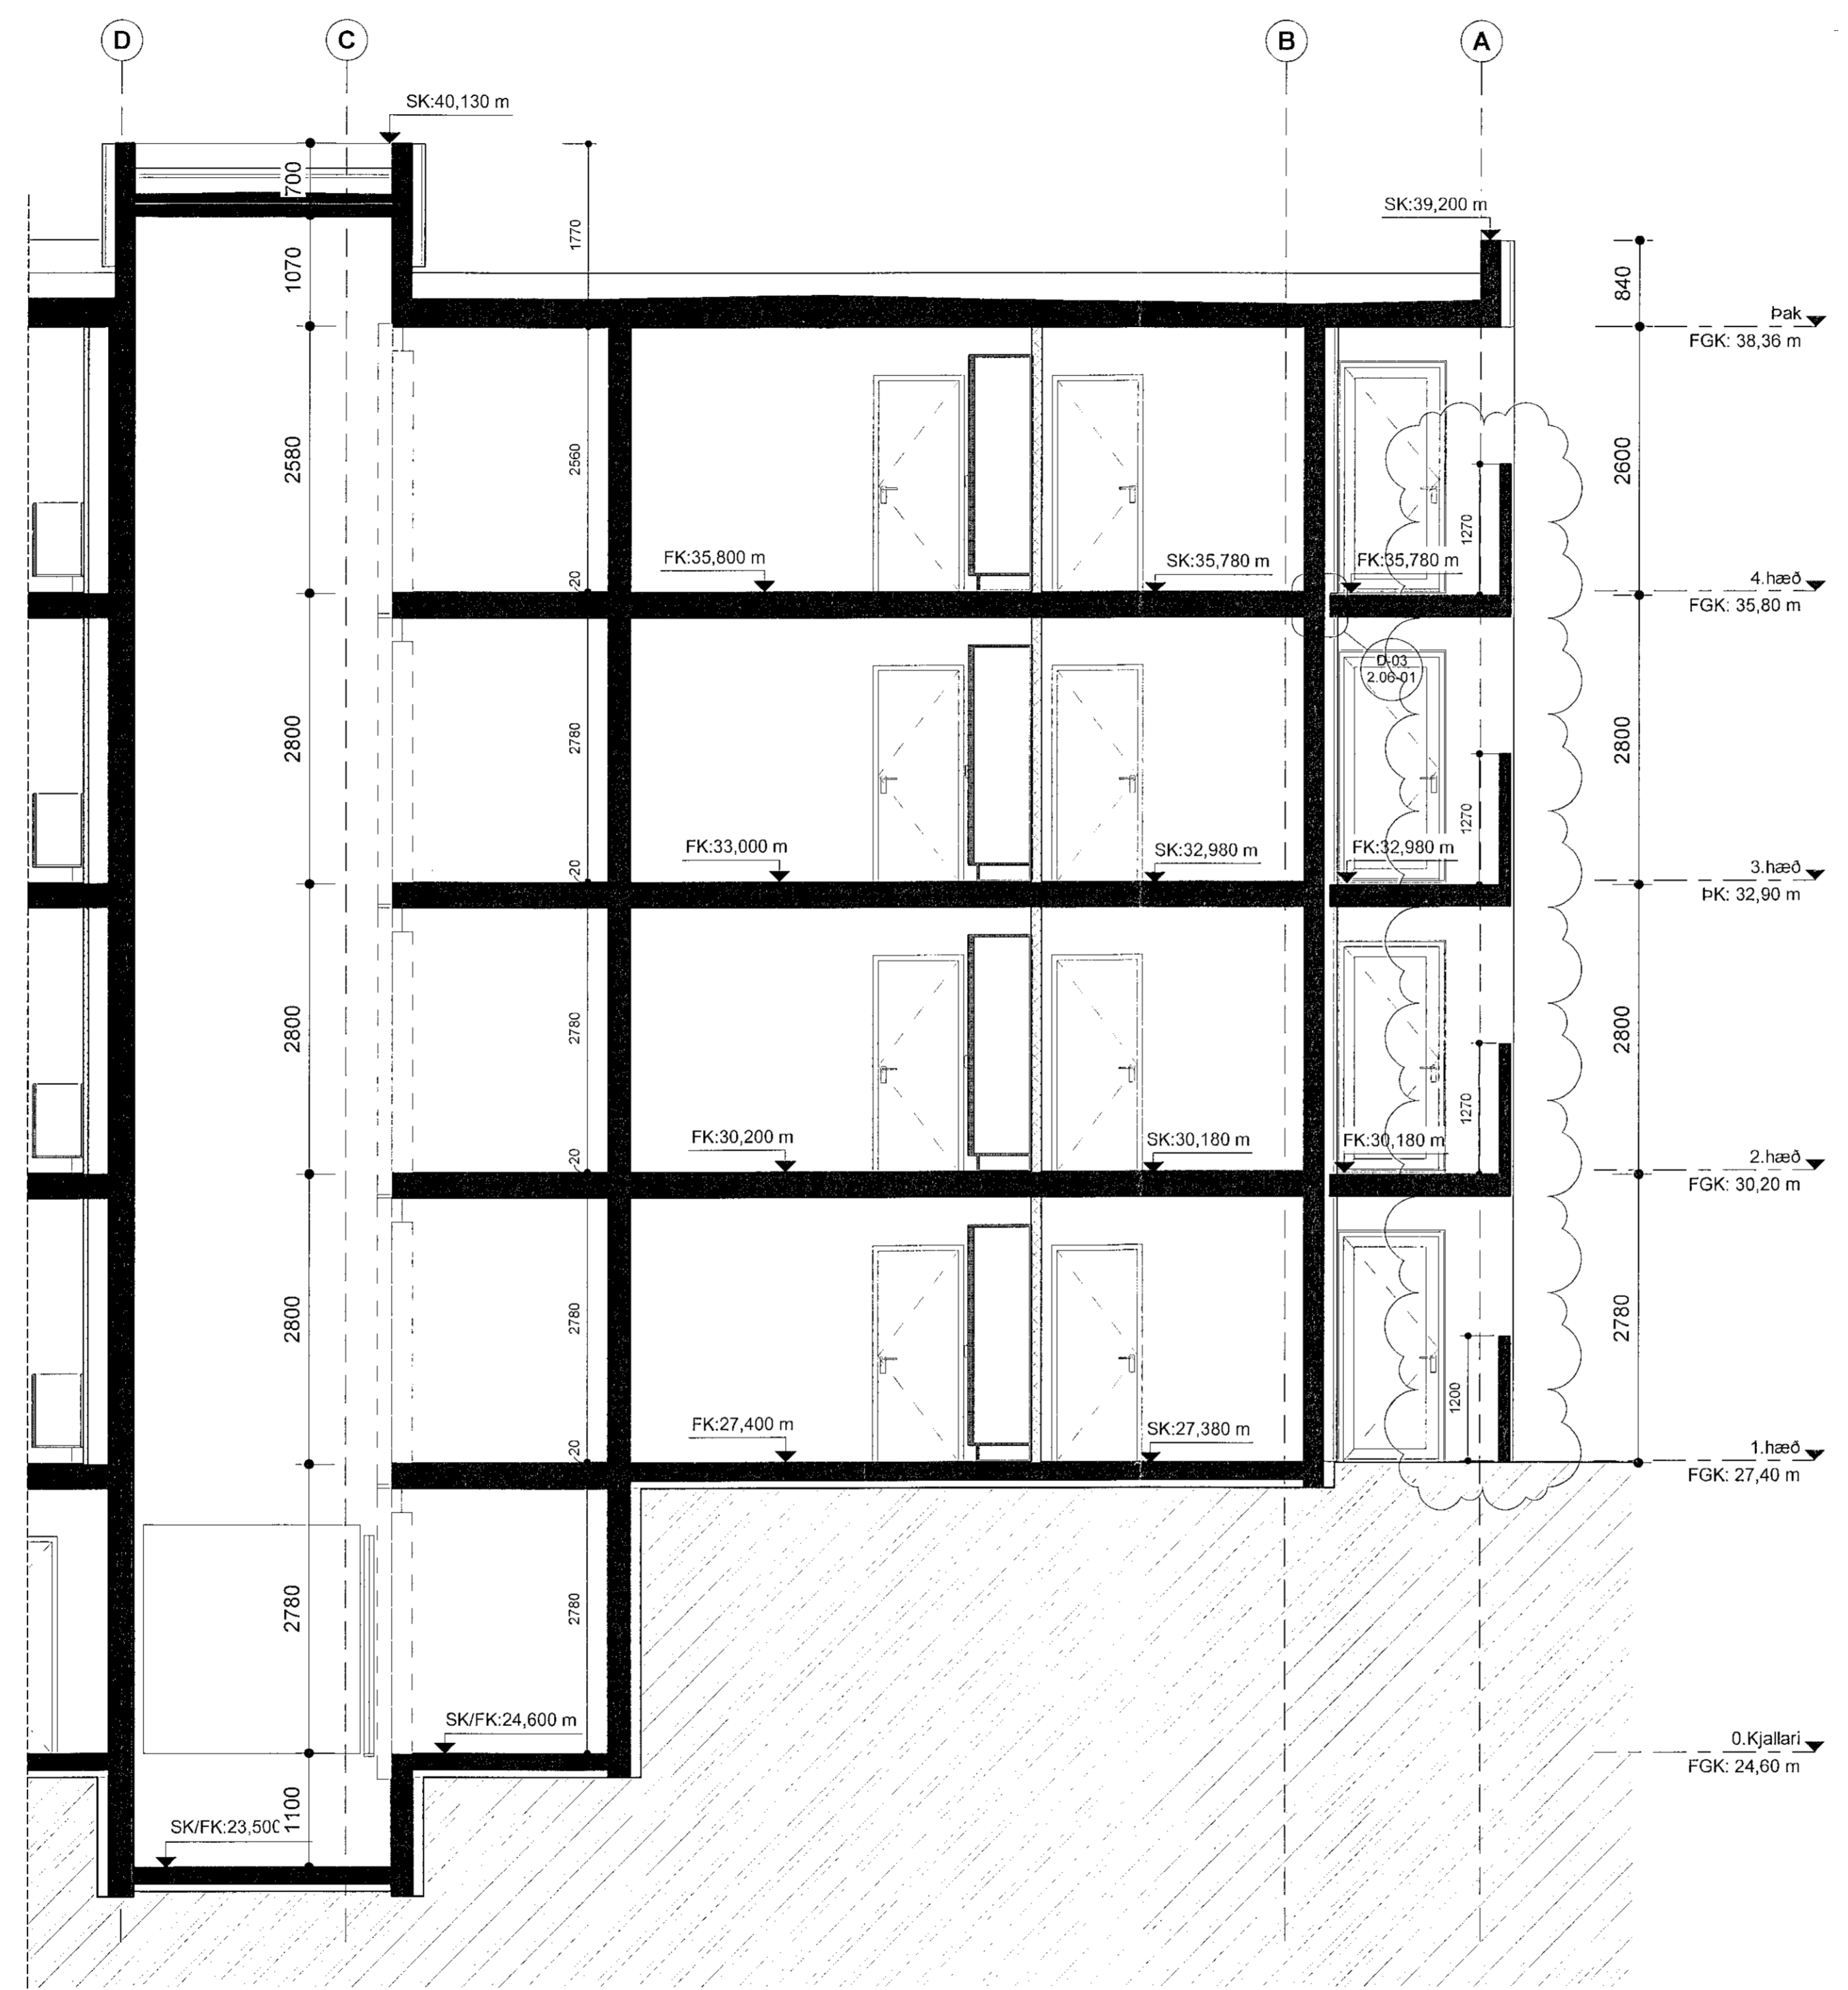 D
C
B
A
SK:40,130 m
SK:39,200 m
700
1770
1070
840
Þak
FGK: 38,36 m
2580
2560
2600
1270
FK:35,800 m
SK:35,780 m
FK:35,780 m
20
4.hæð
FGK: 35,80 m
D-03
2.06-01
2800
2780
2800
1270
FK:33,000 m
SK:32,980 m
FK:32,980 m
20
3.hæð
ÞK: 32,90 m
2800
2780
2800
1270
FK:30,200 m
SK:30,180 m
FK:30,180 m
20
2.hæð
FGK: 30,20 m
2800
2780
2780
1200
FK:27,400 m
SK:27,380 m
20
1.hæð
FGK: 27,40 m
2780
2780
SK/FK:24,600 m
0.Kjallari
FGK: 24,60 m
1100
SK/FK:23,500